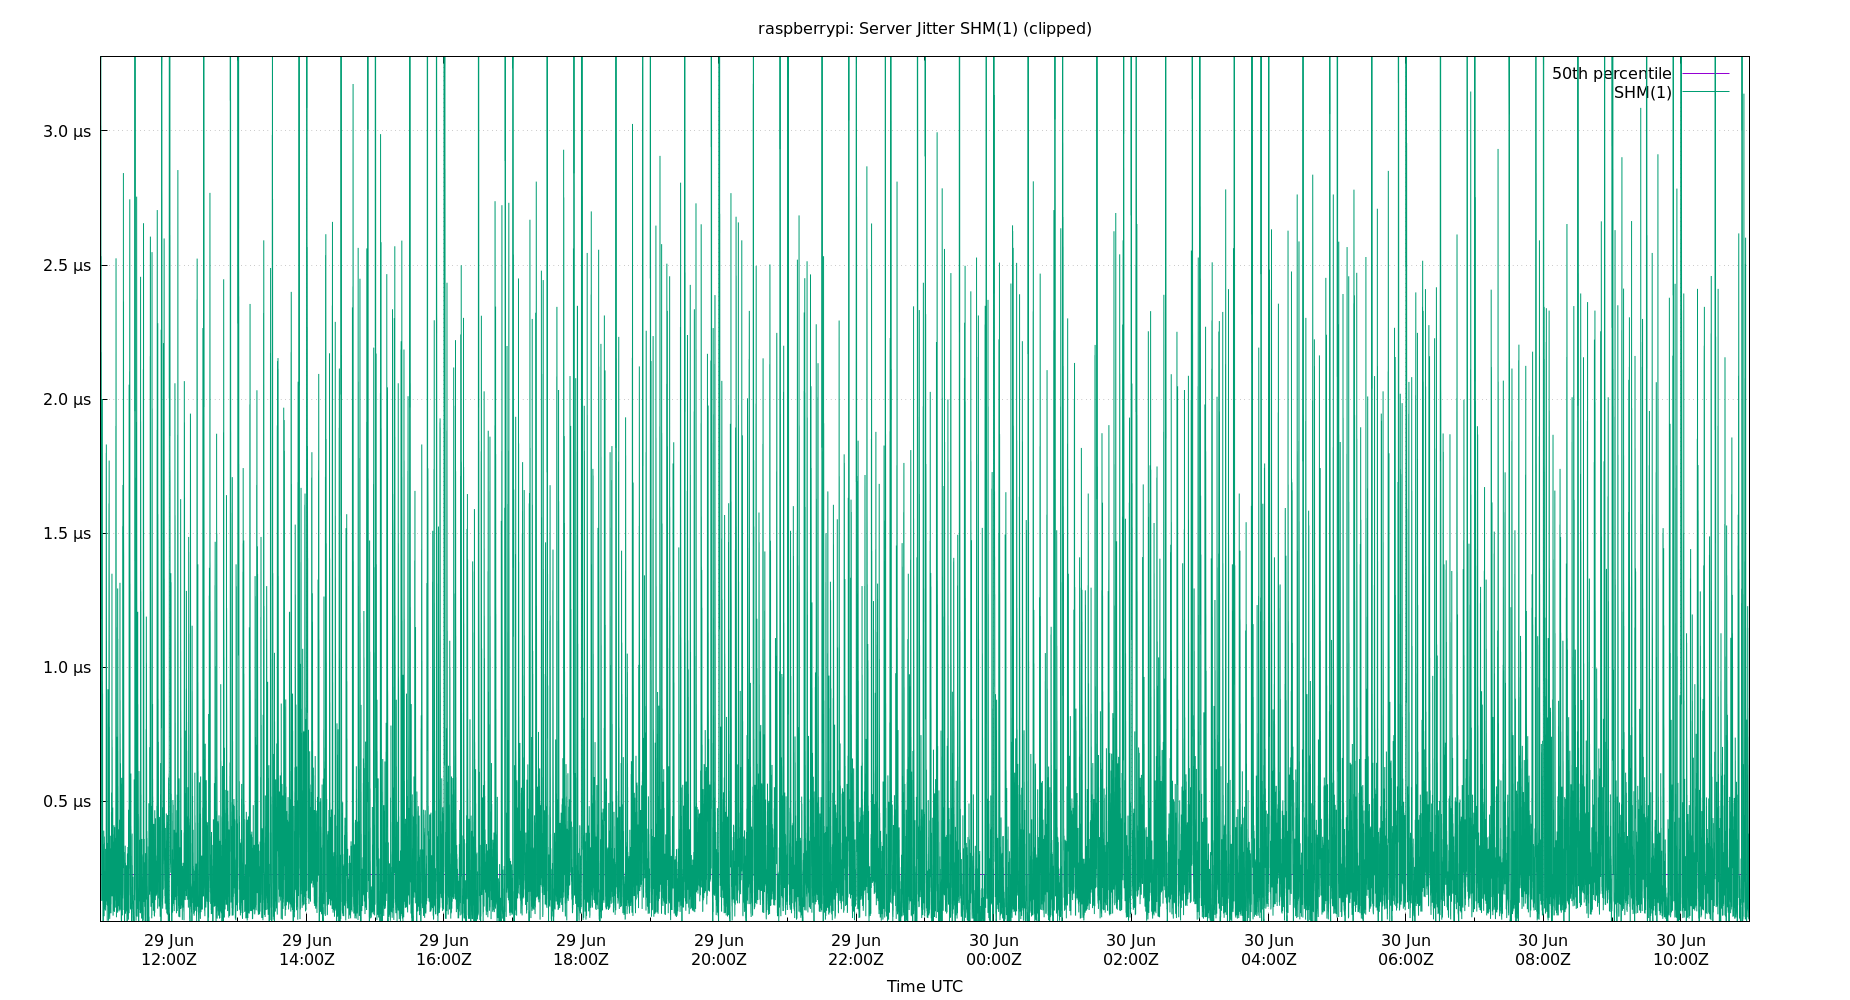 raspberrypi: Server Jitter SHM(1) (clipped)
50th percentile
SHM(1)
3.0 µs
2.5 µs
2.0 µs
1.5 µs
1.0 µs
0.5 µs
29 Jun 29 Jun 29 Jun 29 Jun 29 Jun 29 Jun 30 Jun 30 Jun 30 Jun 30 Jun 30 Jun 30 Jun
12:00Z 14:00Z 16:00Z 18:00Z 20:00Z 22:00Z 00:00Z 02:00Z 04:00Z 06:00Z 08:00Z 10:00Z
Time UTC